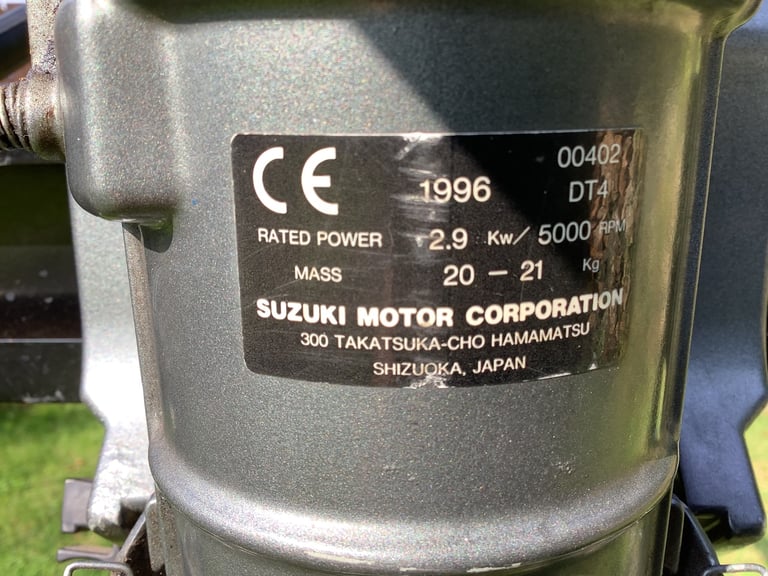 CE 1996 00402
DT4
RATED POWER 2.9 Kw/ 5000 RPM
MASS 20 - 21 Kg
SUZUKI MOTOR CORPORATION
300 TAKATSUKA-CHO HAMAMATSU
SHIZUOKA, JAPAN